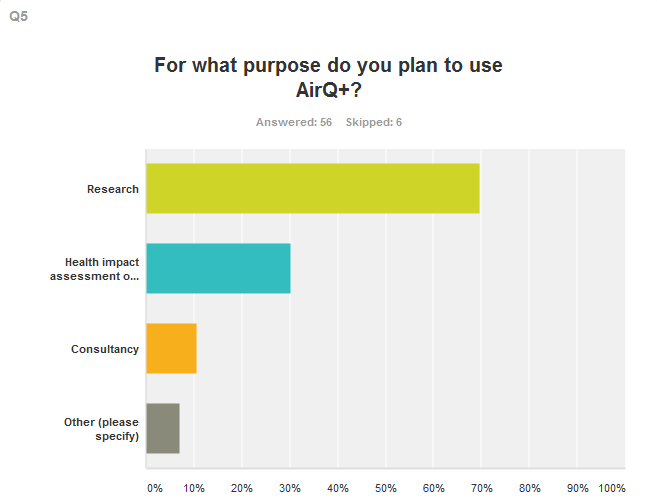 Q5
For what purpose do you plan to use
AirQ+?
Answered: 56 Skipped: 6
Research
Health impact
assessment o...
Consultancy
Other (please
specify)
0% 10% 20% 30% 40% 50% 60% 70% 80% 90% 100%